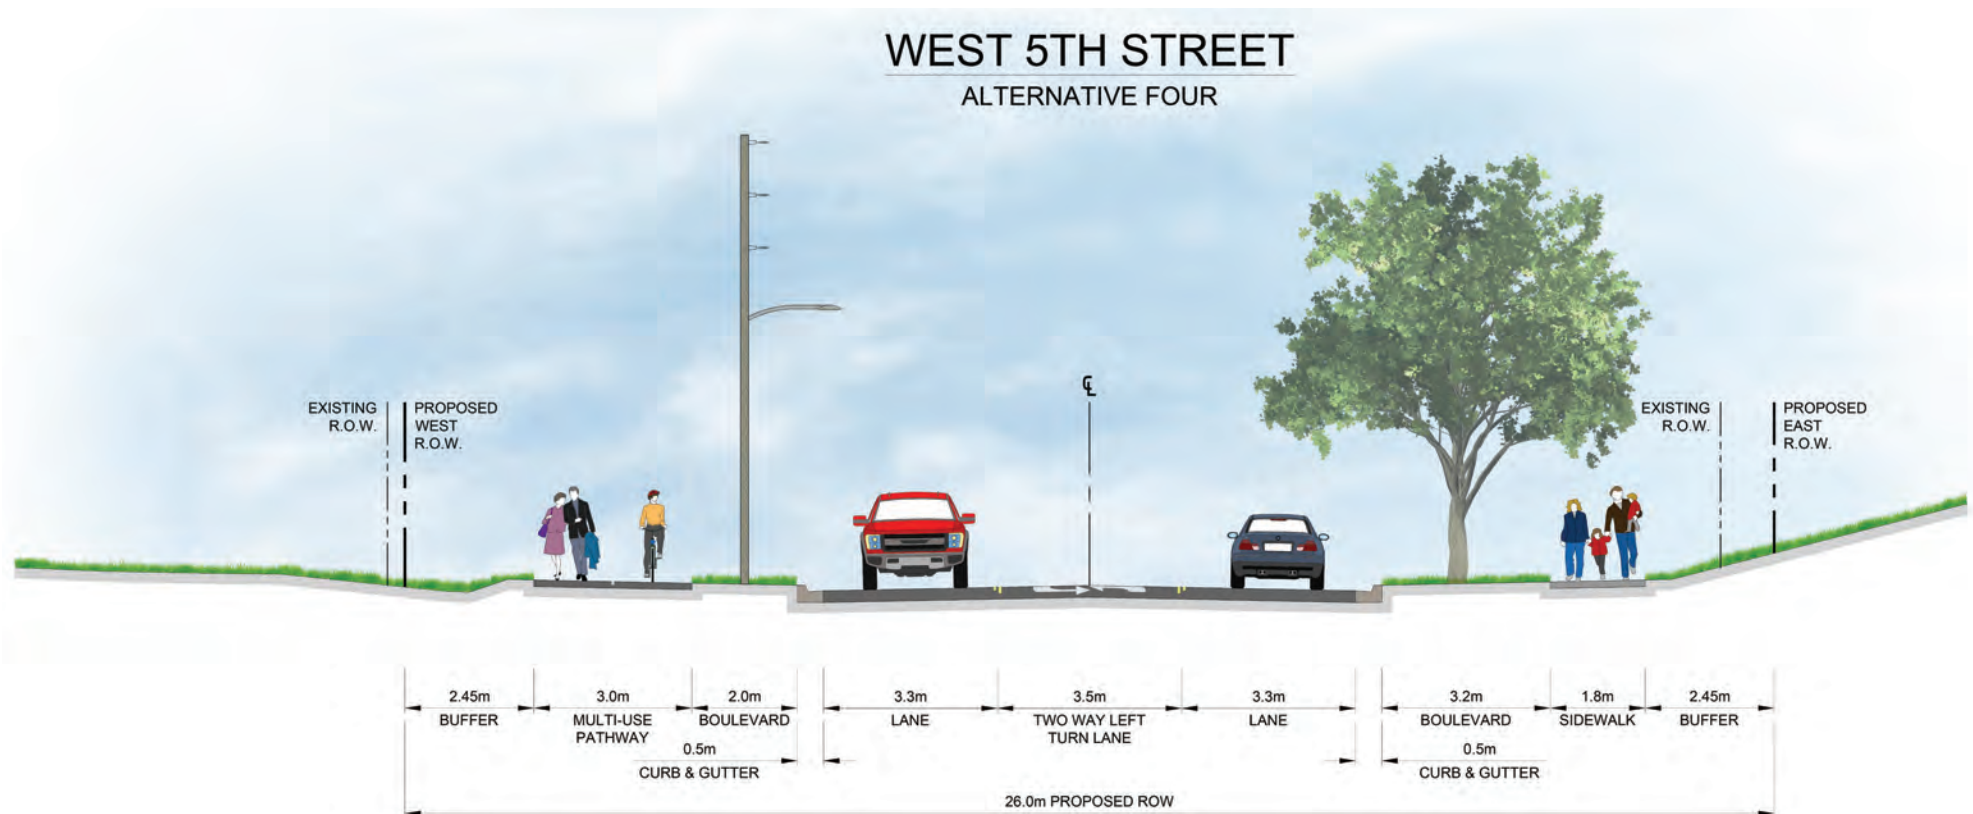 WEST 5TH STREET
ALTERNATIVE FOUR
EXISTING
R.O.W.
PROPOSED
WEST
R.O.W.
℄
EXISTING
R.O.W.
PROPOSED
EAST
R.O.W.
2.45m
BUFFER
3.0m
MULTI-USE
PATHWAY
2.0m
BOULEVARD
0.5m
CURB & GUTTER
3.3m
LANE
3.5m
TWO WAY LEFT
TURN LANE
3.3m
LANE
3.2m
BOULEVARD
0.5m
CURB & GUTTER
1.8m
SIDEWALK
2.45m
BUFFER
26.0m PROPOSED ROW